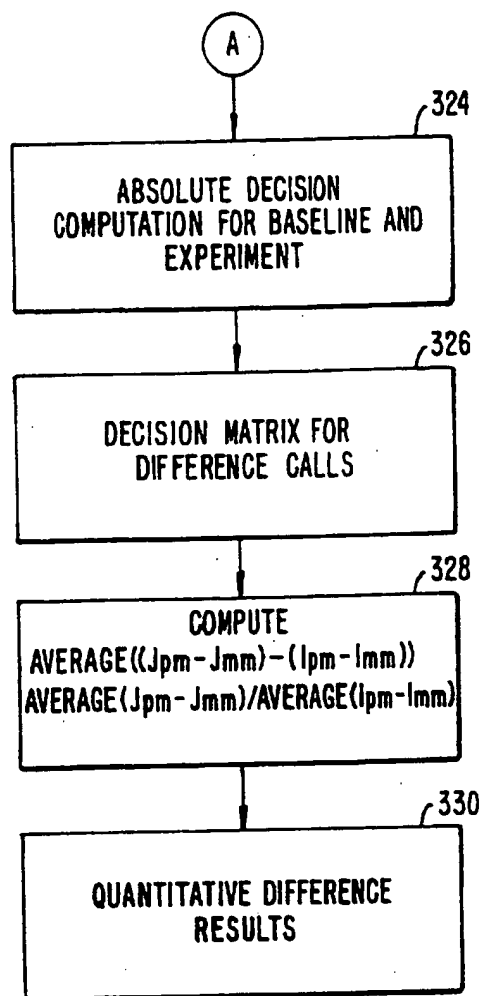 A
324
ABSOLUTE DECISION
COMPUTATION FOR BASELINE AND
EXPERIMENT
326
DECISION MATRIX FOR
DIFFERENCE CALLS
328
COMPUTE
AVERAGE((Jpm-Jmm)-(Ipm-Imm))
AVERAGE(Jpm-Jmm)/AVERAGE(Ipm-Imm)
330
QUANTITATIVE DIFFERENCE
RESULTS